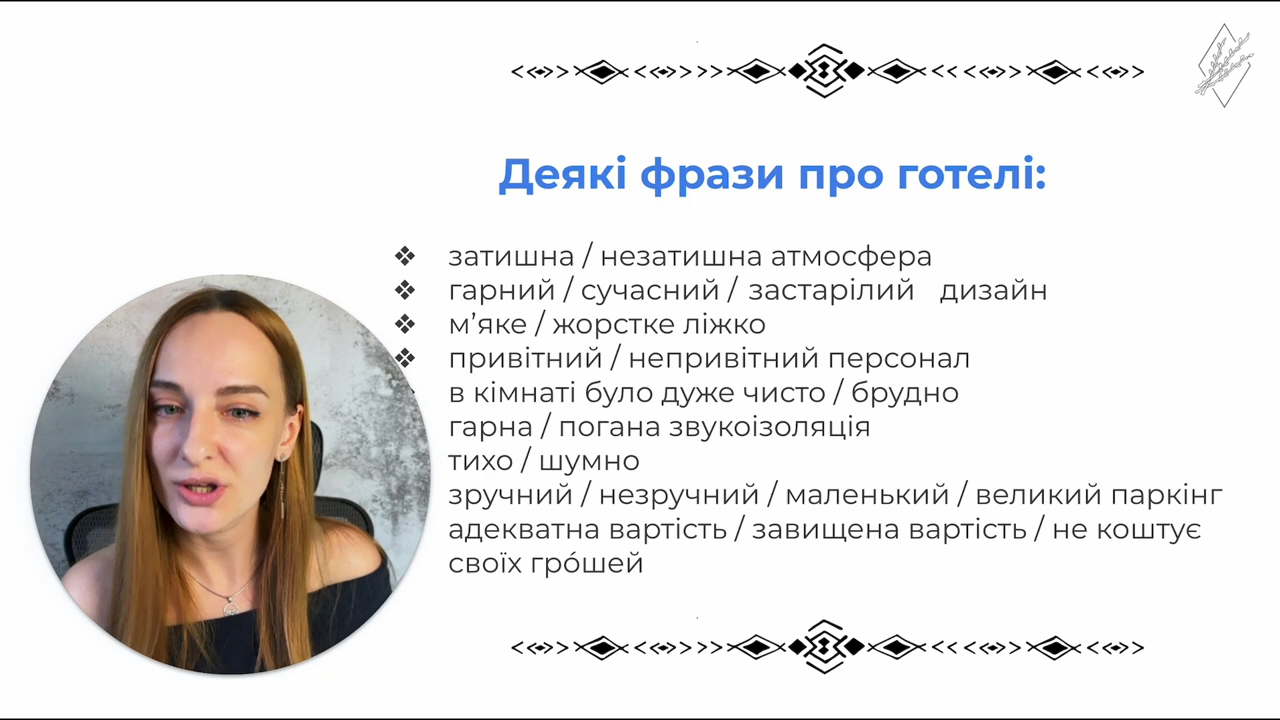 Деякі фрази про готелі:
затишна / незатишна атмосфера
гарний / сучасний / застарілий дизайн
м’яке / жорстке ліжко
привітний / непривітний персонал
в кімнаті було дуже чисто / брудно
гарна / погана звукоізоляція
тихо / шумно
зручний / незручний / маленький / великий паркінг
адекватна вартість / завищена вартість / не коштує
своїх гро́шей